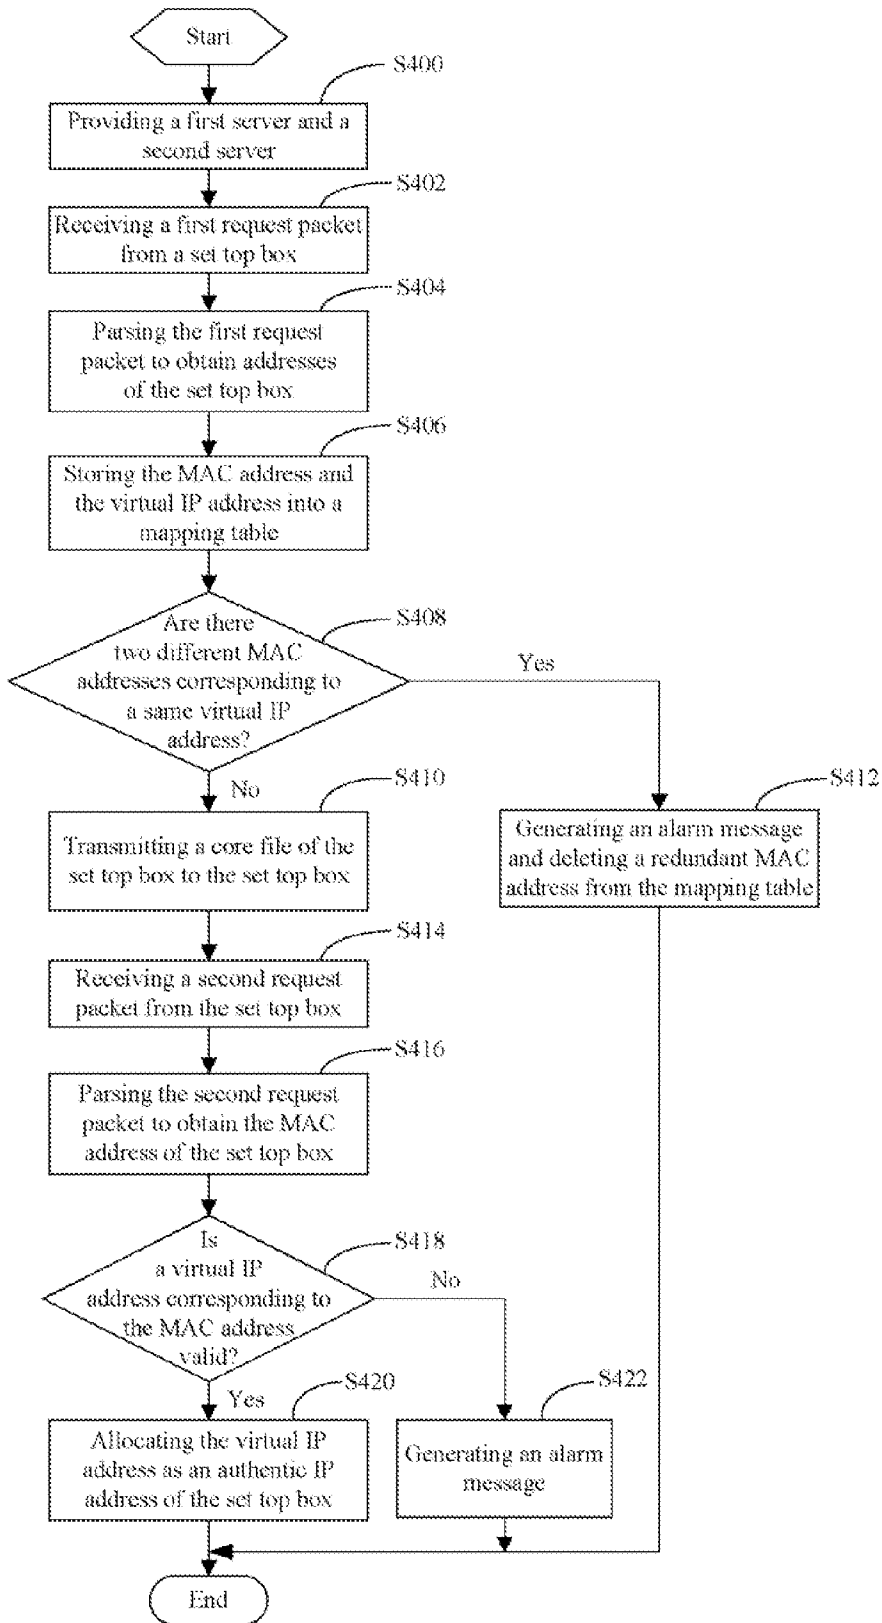 Start
S400
Providing a first server and a
second server
S402
Receiving a first request packet
from a set top box
S404
Parsing the first request
packet to obtain addresses
of the set top box
S406
Storing the MAC address and
the virtual IP address into a
mapping table
S408
Are there
two different MAC
addresses corresponding to
a same virtual IP
address?
Yes
No
S410
Transmitting a core file of the
set top box to the set top box
S412
Generating an alarm message
and deleting a redundant MAC
address from the mapping table
S414
Receiving a second request
packet from the set top box
S416
Parsing the second request
packet to obtain the MAC
address of the set top box
S418
Is
a virtual IP
address corresponding to
the MAC address
valid?
No
Yes
S420
Allocating the virtual IP
address as an authentic IP
address of the set top box
S422
Generating an alarm
message
End